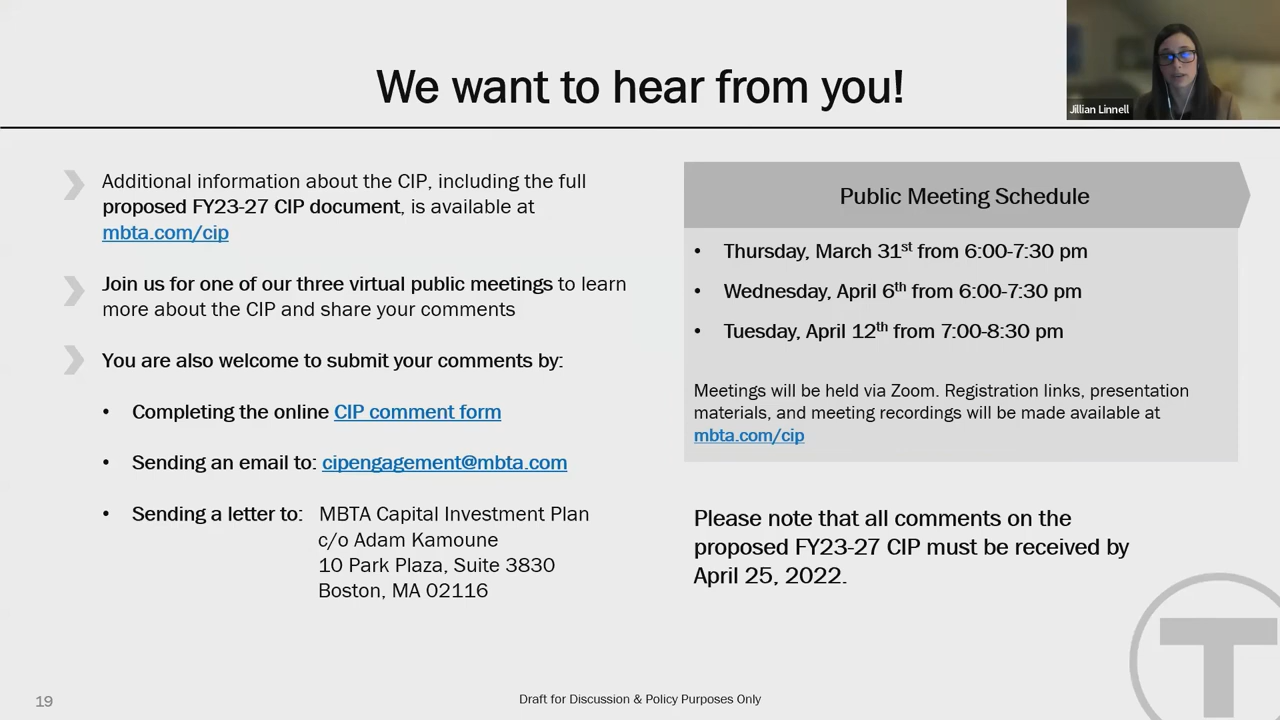 We want to hear from you!
Jillian Linnell
Additional information about the CIP, including the full
proposed FY23-27 CIP document, is available at
mbta.com/cip
Join us for one of our three virtual public meetings to learn
more about the CIP and share your comments
You are also welcome to submit your comments by:
• Completing the online CIP comment form
• Sending an email to: cipengagement@mbta.com
• Sending a letter to: MBTA Capital Investment Plan
c/o Adam Kamoune
10 Park Plaza, Suite 3830
Boston, MA 02116
Public Meeting Schedule
• Thursday, March 31st from 6:00-7:30 pm
• Wednesday, April 6th from 6:00-7:30 pm
• Tuesday, April 12th from 7:00-8:30 pm
Meetings will be held via Zoom. Registration links, presentation
materials, and meeting recordings will be made available at
mbta.com/cip
Please note that all comments on the
proposed FY23-27 CIP must be received by
April 25, 2022.
T
19
Draft for Discussion & Policy Purposes Only